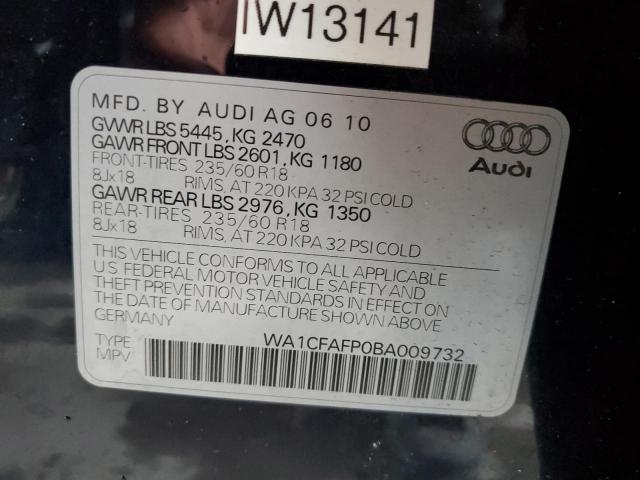 IW13141
MFD. BY AUDI AG 06 10
GVWR LBS 5445, KG 2470
GAWR FRONT LBS 2601, KG 1180
FRONT-TIRES 235/60 R18
8Jx18 RIMS, AT 220 KPA 32 PSI COLD
GAWR REAR LBS 2976, KG 1350
REAR-TIRES 235/60 R18
8Jx18 RIMS, AT 220 KPA 32 PSI COLD
Audi
THIS VEHICLE CONFORMS TO ALL APPLICABLE
U.S. FEDERAL MOTOR VEHICLE SAFETY AND
THEFT PREVENTION STANDARDS IN EFFECT ON
THE DATE OF MANUFACTURE SHOWN ABOVE
GERMANY
TYPE WA1CFAFP0BA009732
MPV